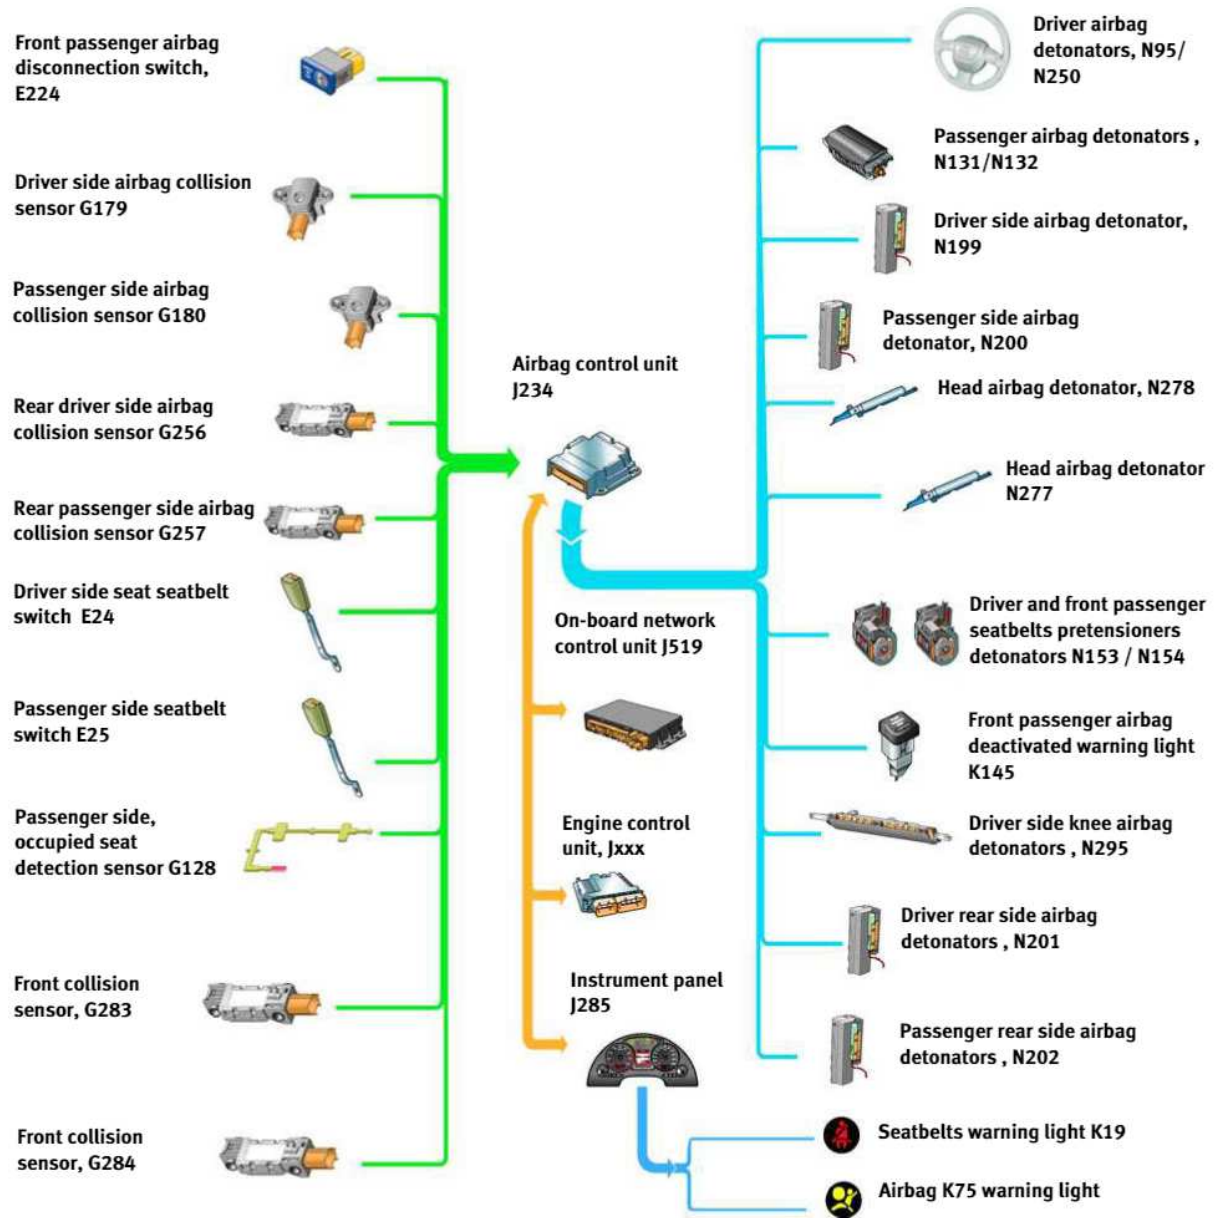 Front passenger airbag
disconnection switch,
E224
Driver side airbag collision
sensor G179
Passenger side airbag
collision sensor G180
Rear driver side airbag
collision sensor G256
Rear passenger side airbag
collision sensor G257
Driver side seat seatbelt
switch E24
Passenger side seatbelt
switch E25
Passenger side,
occupied seat
detection sensor G128
Front collision
sensor, G283
Front collision
sensor, G284
Airbag control unit
J234
On-board network
control unit J519
Engine control
unit, Jxxx
Instrument panel
J285
Driver airbag
detonators, N95/
N250
Passenger airbag detonators ,
N131/N132
Driver side airbag detonator,
N199
Passenger side airbag
detonator, N200
Head airbag detonator, N278
Head airbag detonator
N277
Driver and front passenger
seatbelts pretensioners
detonators N153 / N154
Front passenger airbag
deactivated warning light
K145
Driver side knee airbag
detonators , N295
Driver rear side airbag
detonators , N201
Passenger rear side airbag
detonators , N202
Seatbelts warning light K19
Airbag K75 warning light